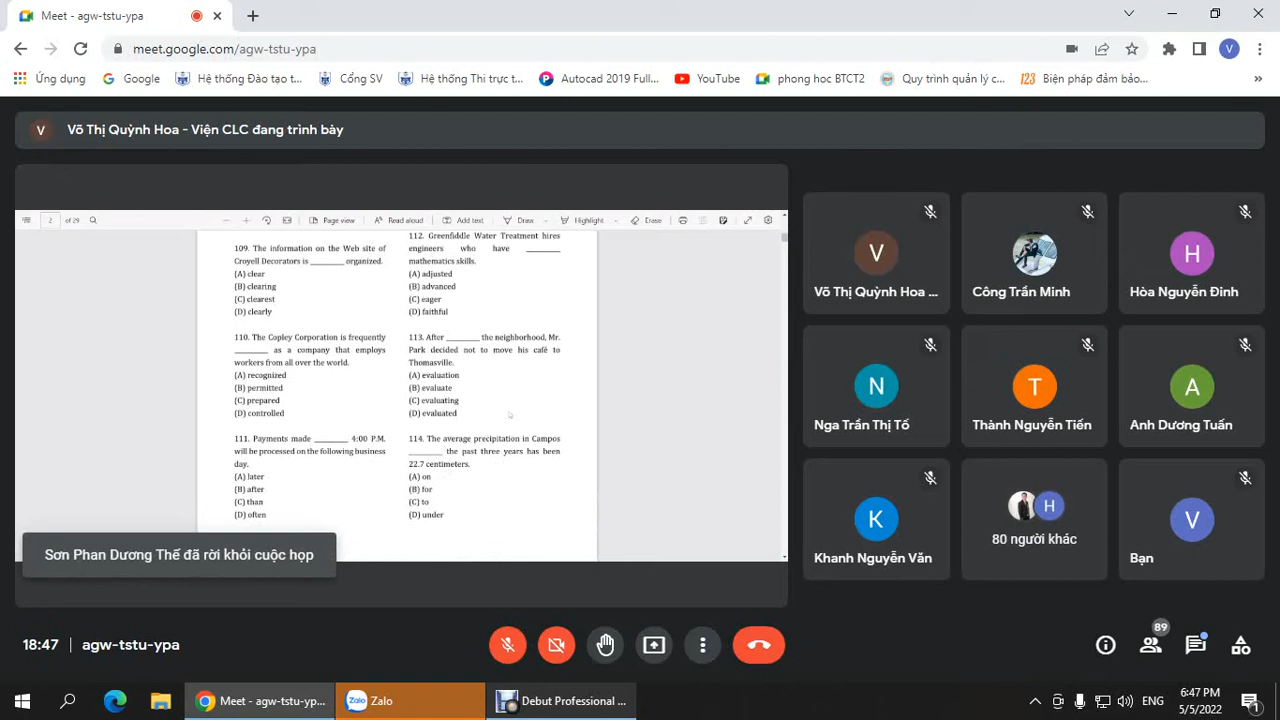 Meet - agw-tstu-ypa
meet.google.com/agw-tstu-ypa
V
Ứng dụng
Google
Hệ thống Đào tạo t...
Cổng SV
Hệ thống Thi trực t...
Autocad 2019 Full...
YouTube
phong hoc BTCT2
Quy trình quản lý c...
123 Biện pháp đảm bảo...
»
V Võ Thị Quỳnh Hoa - Viện CLC đang trình bày
2 of 29
Page view
Read aloud
Add text
Draw
Highlight
Erase
109. The information on the Web site of
Croyell Decorators is ________ organized.
(A) clear
(B) clearing
(C) clearest
(D) clearly
110. The Copley Corporation is frequently
________ as a company that employs
workers from all over the world.
(A) recognized
(B) permitted
(C) prepared
(D) controlled
111. Payments made ________ 4:00 P.M.
will be processed on the following business
day.
(A) later
(B) after
(C) than
(D) often
112. Greenfiddle Water Treatment hires
engineers who have ________
mathematics skills.
(A) adjusted
(B) advanced
(C) eager
(D) faithful
113. After ________ the neighborhood, Mr.
Park decided not to move his café to
Thomasville.
(A) evaluation
(B) evaluate
(C) evaluating
(D) evaluated
114. The average precipitation in Campos
________ the past three years has been
22.7 centimeters.
(A) on
(B) for
(C) to
(D) under
Sơn Phan Dương Thế đã rời khỏi cuộc họp
V
Võ Thị Quỳnh Hoa ...
Công Trần Minh
H
Hòa Nguyễn Đình
N
Nga Trần Thị Tố
T
Thành Nguyễn Tiến
A
Anh Dương Tuấn
K
Khanh Nguyễn Văn
H
80 người khác
V
Bạn
18:47 | agw-tstu-ypa
89
Meet - agw-tstu-yp...
Zalo Zalo
Debut Professional ...
ENG
6:47 PM
5/5/2022
1